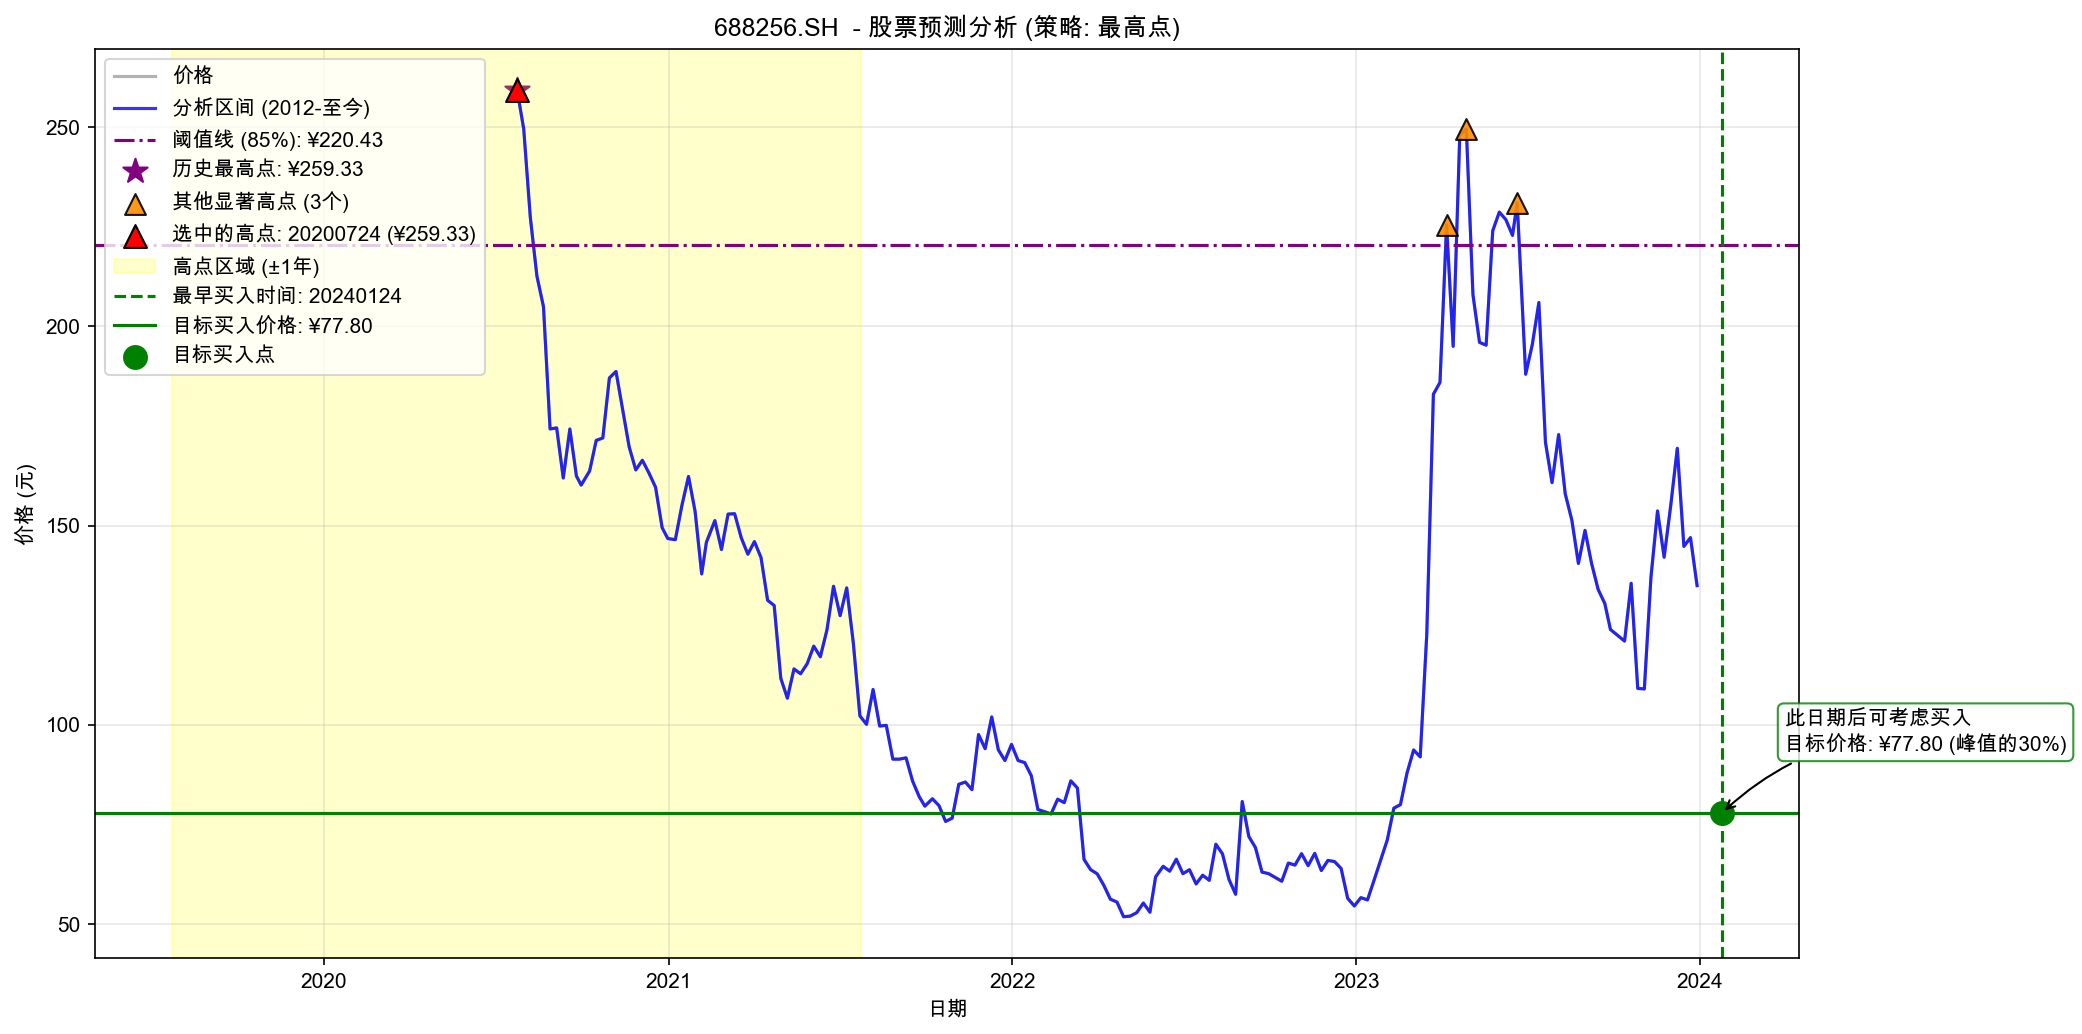 688256.SH - 股票预测分析 (策略: 最高点)
价格
分析区间 (2012-至今)
阈值线 (85%): ¥220.43
历史最高点: ¥259.33
其他显著高点 (3个)
选中的高点: 20200724 (¥259.33)
高点区域 (±1年)
最早买入时间: 20240124
目标买入价格: ¥77.80
目标买入点
250
200
150
100
50
价格 (元)
此日期后可考虑买入
目标价格: ¥77.80 (峰值的30%)
2020
2021
2022
2023
2024
日期